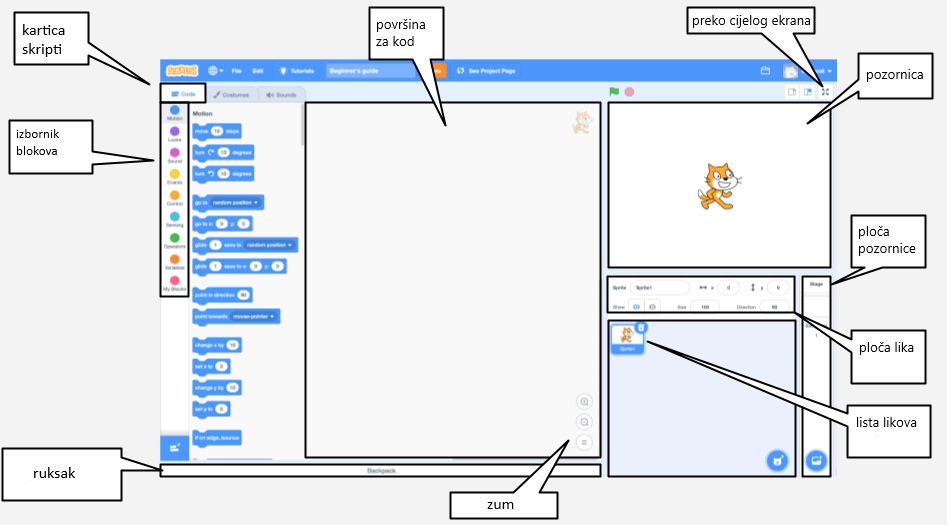 kartica
skripti
površina
za kod
preko cijelog ekrana
pozornica
izbornik
blokova
ploča
pozornice
ploča lika
lista likova
ruksak
zum
SCRATCH
File
Edit
Tutorials
Beginner's guide
See Project Page
Code
Costumes
Sounds
Motion
Looks
Sound
Events
Control
Sensing
Operators
Variables
My Blocks
Motion
move 10 steps
turn 15 degrees
turn 15 degrees
go to random position
go to x: 0 y: 0
glide 1 secs to random position
glide 1 secs to x: 0 y: 0
point in direction 90
point towards mouse-pointer
change x by 10
set x to 0
change y by 10
set y to 0
if on edge, bounce
Sprite Sprite1 x 0 y 0
Show Size 100 Direction 90
Stage
Sprite1
Backpack